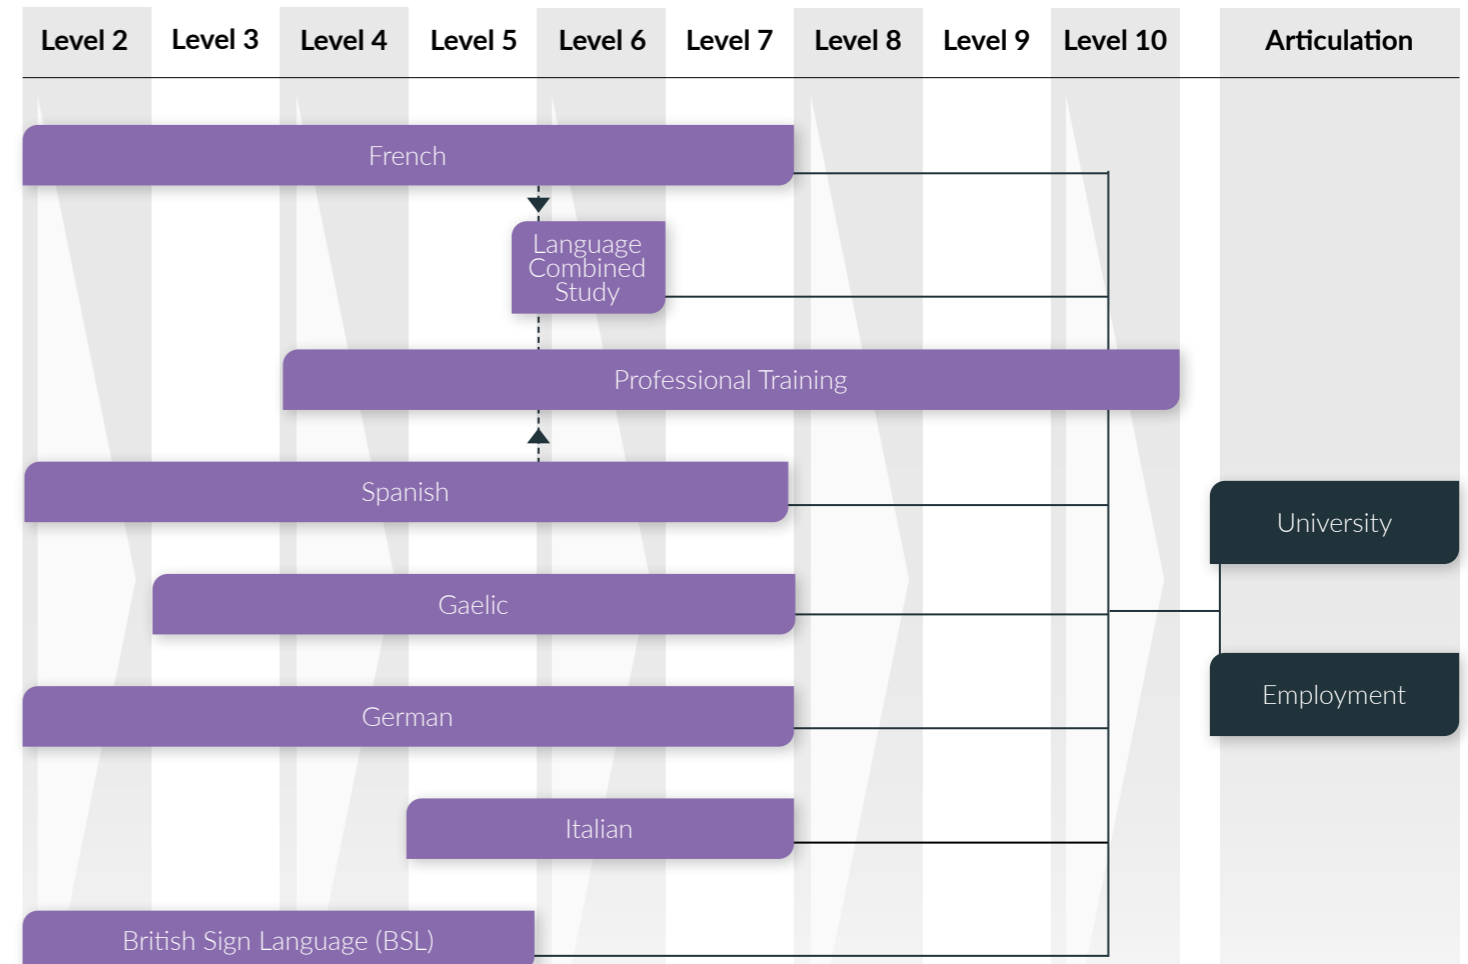 Level 2
Level 3
Level 4
Level 5
Level 6
Level 7
Level 8
Level 9
Level 10
Articulation
French
Language
Combined
Study
Professional Training
Spanish
University
Gaelic
Employment
German
Italian
British Sign Language (BSL)